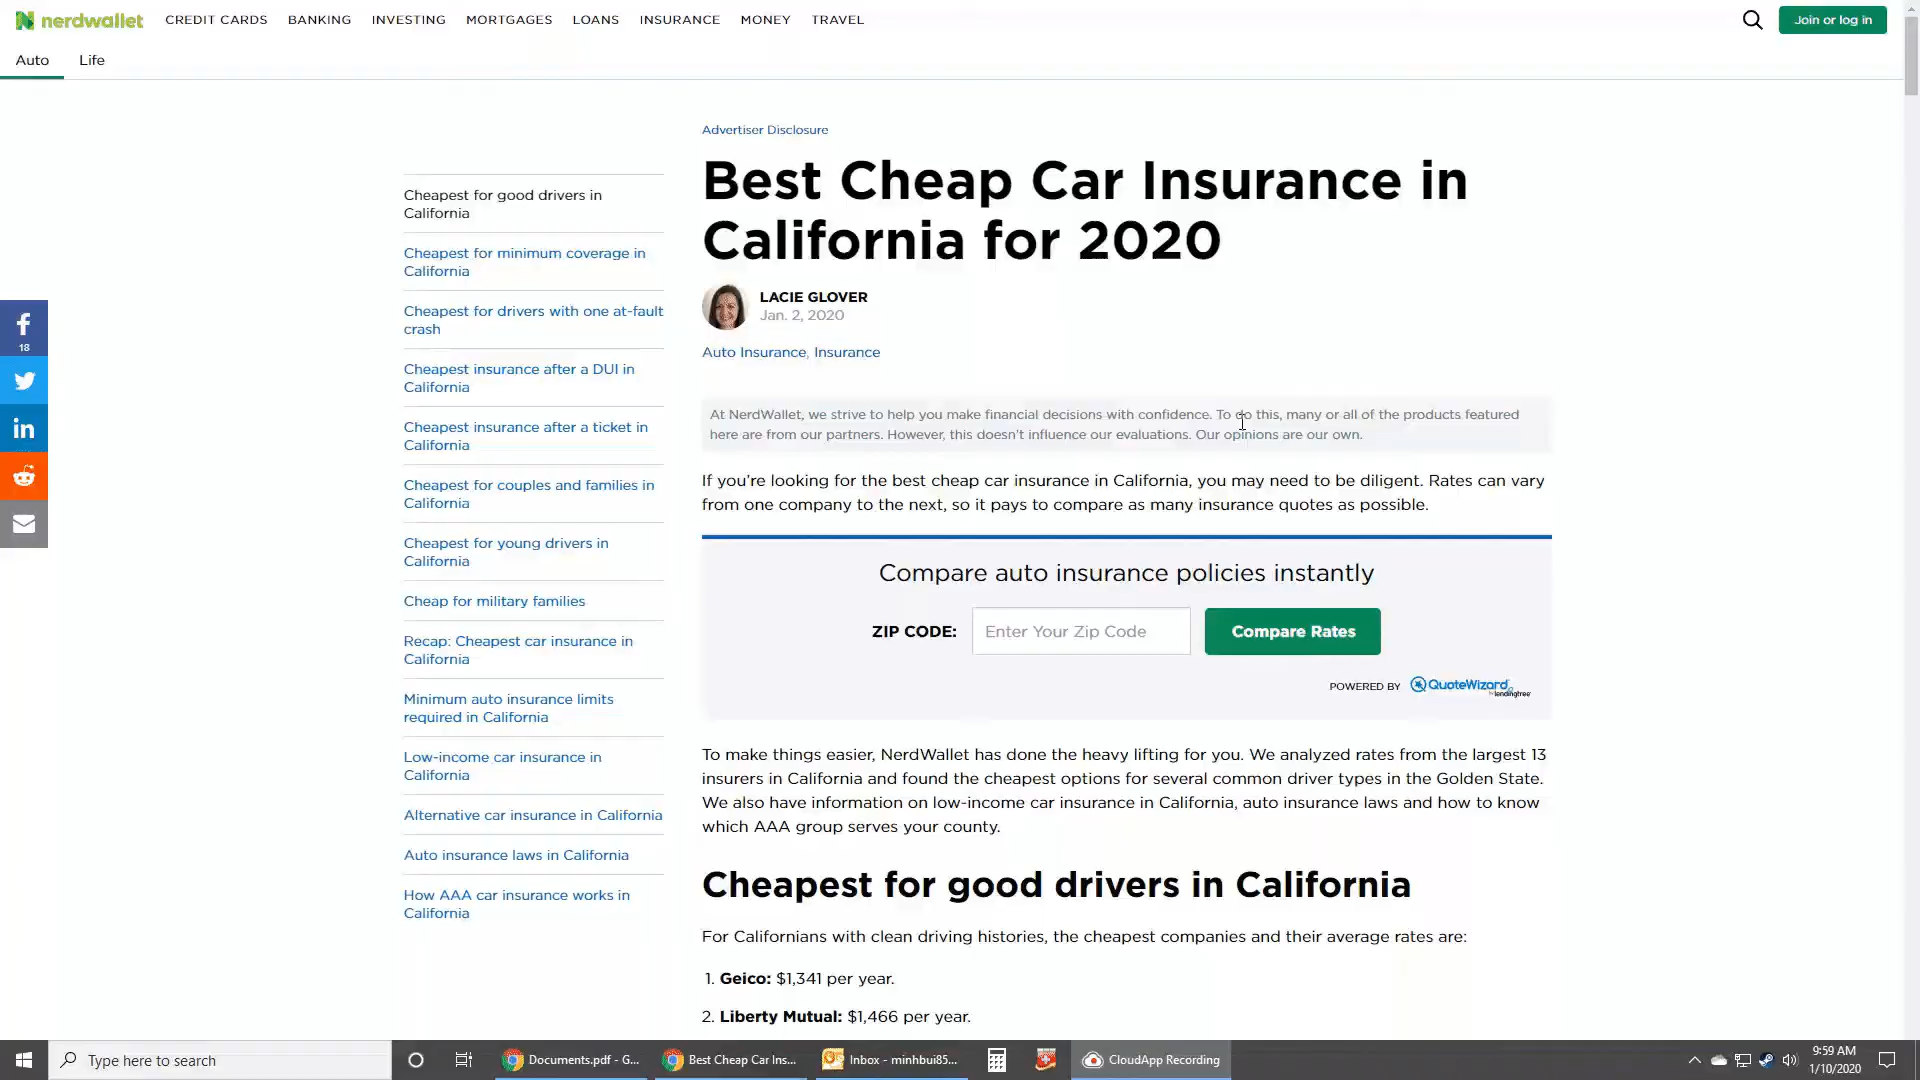 nerdwallet
CREDIT CARDS BANKING INVESTING MORTGAGES LOANS INSURANCE MONEY TRAVEL
Join or log in
Auto Life
Advertiser Disclosure
Best Cheap Car Insurance in
California for 2020
LACIE GLOVER
Jan. 2, 2020
Auto Insurance, Insurance
Cheapest for good drivers in
California
Cheapest for minimum coverage in
California
Cheapest for drivers with one at-fault
crash
Cheapest insurance after a DUI in
California
Cheapest insurance after a ticket in
California
Cheapest for couples and families in
California
Cheapest for young drivers in
California
Cheap for military families
Recap: Cheapest car insurance in
California
Minimum auto insurance limits
required in California
Low-income car insurance in
California
Alternative car insurance in California
Auto insurance laws in California
How AAA car insurance works in
California
18
At NerdWallet, we strive to help you make financial decisions with confidence. To do this, many or all of the products featured
here are from our partners. However, this doesn't influence our evaluations. Our opinions are our own.
If you’re looking for the best cheap car insurance in California, you may need to be diligent. Rates can vary
from one company to the next, so it pays to compare as many insurance quotes as possible.
Compare auto insurance policies instantly
ZIP CODE: Enter Your Zip Code Compare Rates
POWERED BY QuoteWizard
by lendingtree
To make things easier, NerdWallet has done the heavy lifting for you. We analyzed rates from the largest 13
insurers in California and found the cheapest options for several common driver types in the Golden State.
We also have information on low-income car insurance in California, auto insurance laws and how to know
which AAA group serves your county.
Cheapest for good drivers in California
For Californians with clean driving histories, the cheapest companies and their average rates are:
1. Geico: $1,341 per year.
2. Liberty Mutual: $1,466 per year.
Type here to search
Documents.pdf - G...
Best Cheap Car Ins...
Inbox - minhbui85...
CloudApp Recording
9:59 AM
1/10/2020